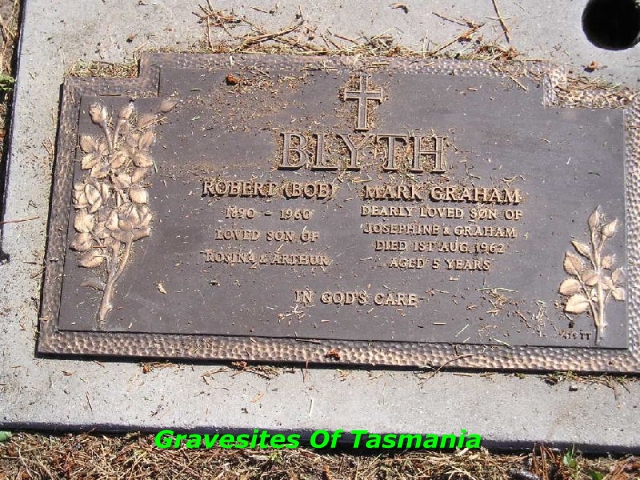 BLYTH
ROBERT (BOB)
1890 - 1960
LOVED SON OF
ROSINA & ARTHUR
MARK GRAHAM
DEARLY LOVED SON OF
JOSEPHINE & GRAHAM
DIED 1ST AUG. 1962
AGED 5 YEARS
IN GOD'S CARE
Gravesites Of Tasmania